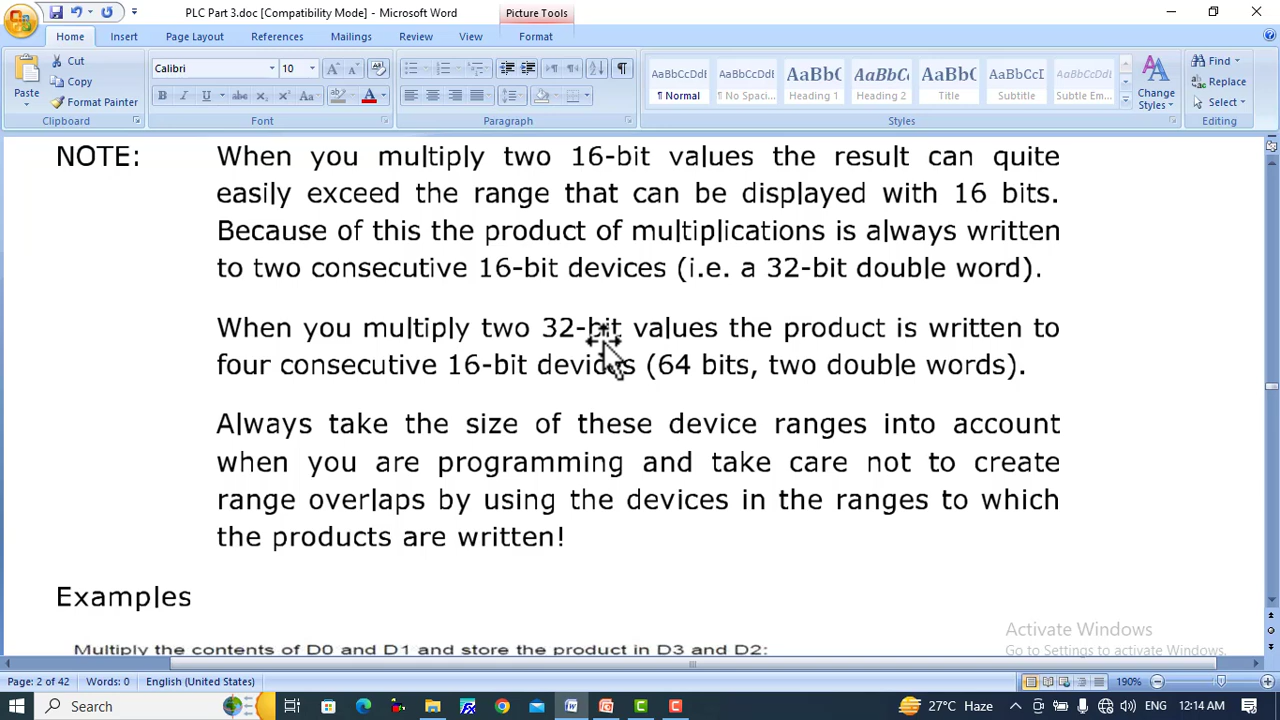 PLC Part 3.doc [Compatibility Mode] - Microsoft Word
Picture Tools
Home
Insert
Page Layout
References
Mailings
Review
View
Format
Paste
Cut
Copy
Format Painter
Clipboard
Calibri
10
Font
Paragraph
AaBbCcDd AaBbCcDd AaBbC AaBbCc AaBbC AaBbCcI AaBbCcDd
¶ Normal ¶ No Spaci... Heading 1 Heading 2 Title Subtitle Subtle Em...
Change Styles
Styles
Find
Replace
Select
Editing
NOTE: When you multiply two 16-bit values the result can quite
easily exceed the range that can be displayed with 16 bits.
Because of this the product of multiplications is always written
to two consecutive 16-bit devices (i.e. a 32-bit double word).
When you multiply two 32-bit values the product is written to
four consecutive 16-bit devices (64 bits, two double words).
Always take the size of these device ranges into account
when you are programming and take care not to create
range overlaps by using the devices in the ranges to which
the products are written!
Examples
Multiply the contents of D0 and D1 and store the product in D3 and D2:
Activate Windows
Go to Settings to activate Windows.
Page: 2 of 42
Words: 0
English (United States)
190%
Search
27°C Haze
ENG
12:14 AM